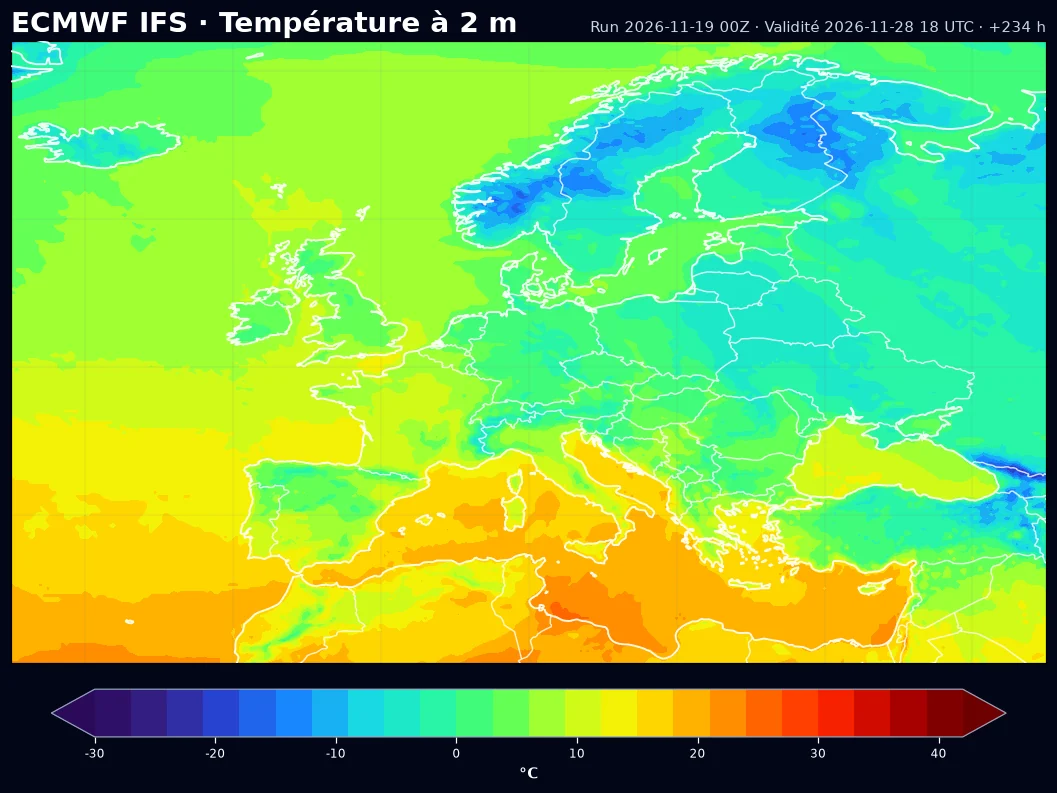 ECMWF IFS · Température à 2 m
Run 2026-11-19 00Z · Validité 2026-11-28 18 UTC · +234 h
-30 -20 -10 0 10 20 30 40
°C